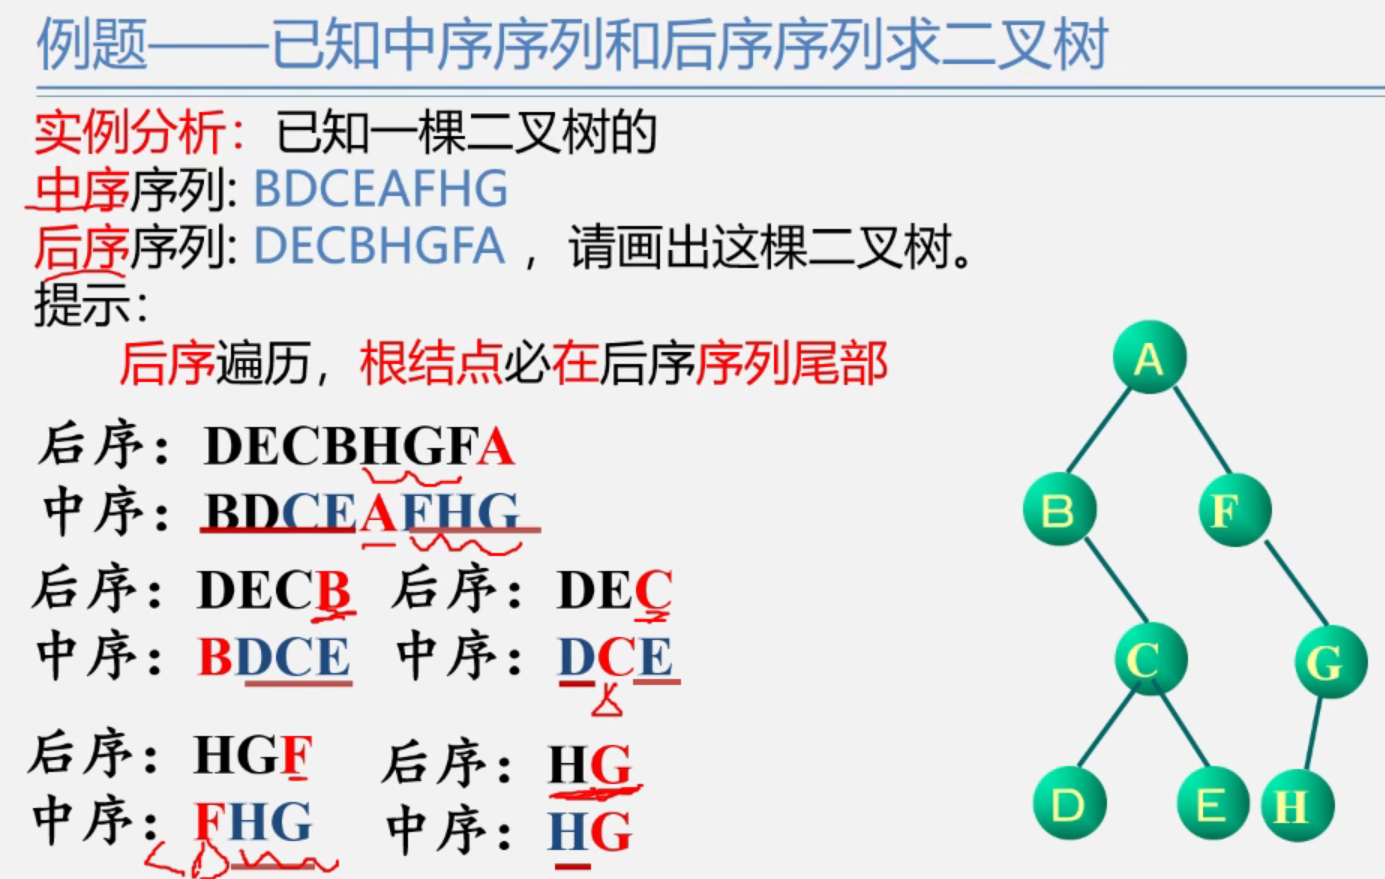 例题——已知中序序列和后序序列求二叉树
实例分析：已知一棵二叉树的
中序序列: BDCEAFHG
后序序列: DECBHGFA ，请画出这棵二叉树。
提示：
后序遍历，根结点必在后序序列尾部
后序：DECBHGFA
中序：BDCEAFHG
后序：DECB 后序：DEC
中序：BDCE 中序：DCE
后序：HGF 后序：HG
中序：FHG 中序：HG
A
B F
C G
D E H